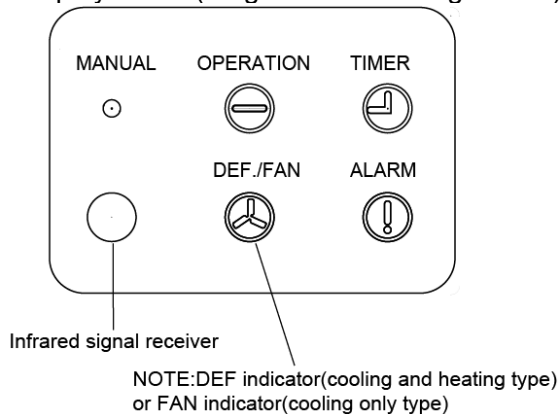 MANUAL OPERATION TIMER
DEF./FAN ALARM
Infrared signal receiver
NOTE:DEF indicator(cooling and heating type)
or FAN indicator(cooling only type)